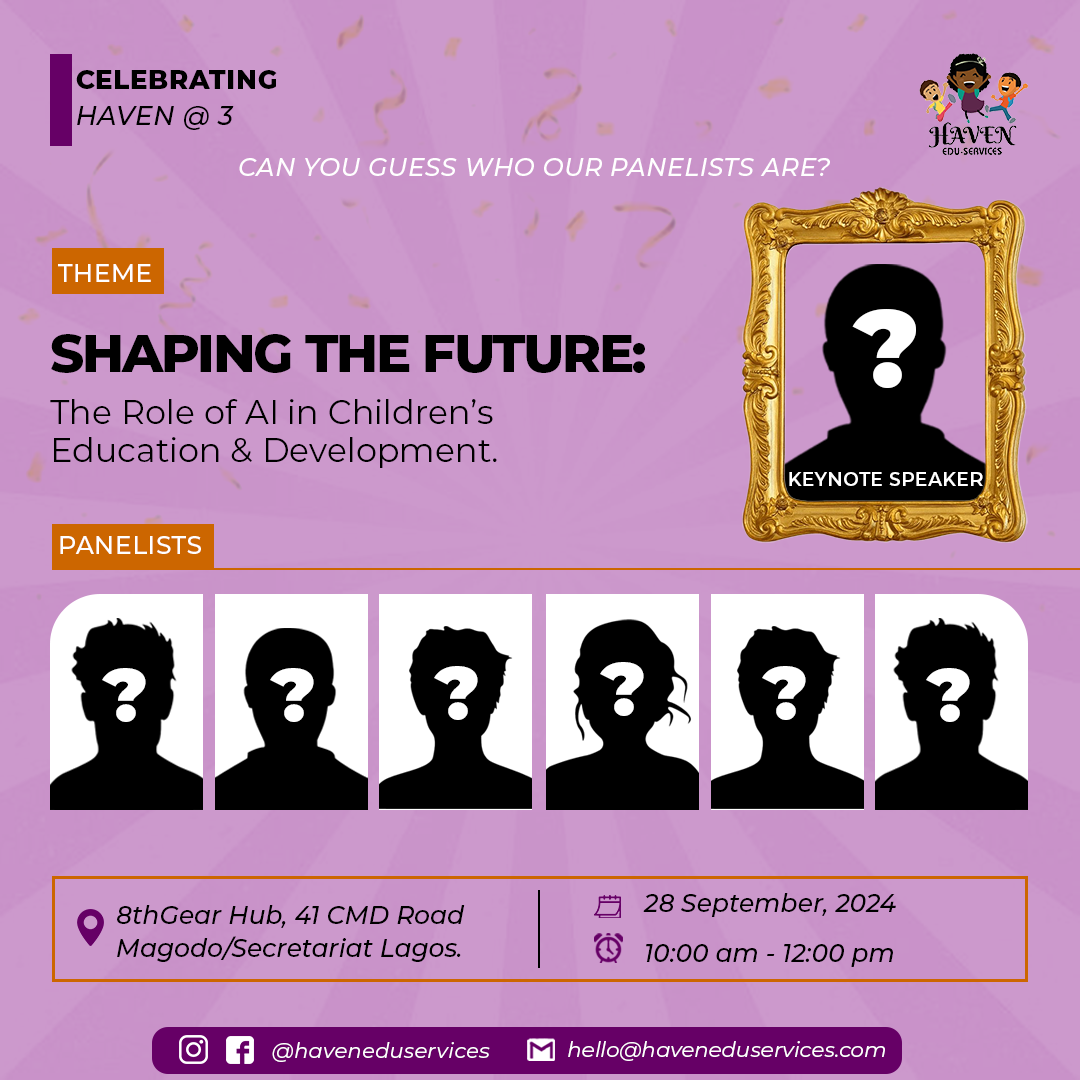 CELEBRATING
HAVEN @ 3
HAVEN
EDU-SERVICES
CAN YOU GUESS WHO OUR PANELISTS ARE?
THEME
SHAPING THE FUTURE:
The Role of AI in Children’s
Education & Development.
?
KEYNOTE SPEAKER
PANELISTS
? ? ? ? ? ?
8thGear Hub, 41 CMD Road
Magodo/Secretariat Lagos.
28 September, 2024
10:00 am - 12:00 pm
@haveneduservices
hello@haveneduservices.com